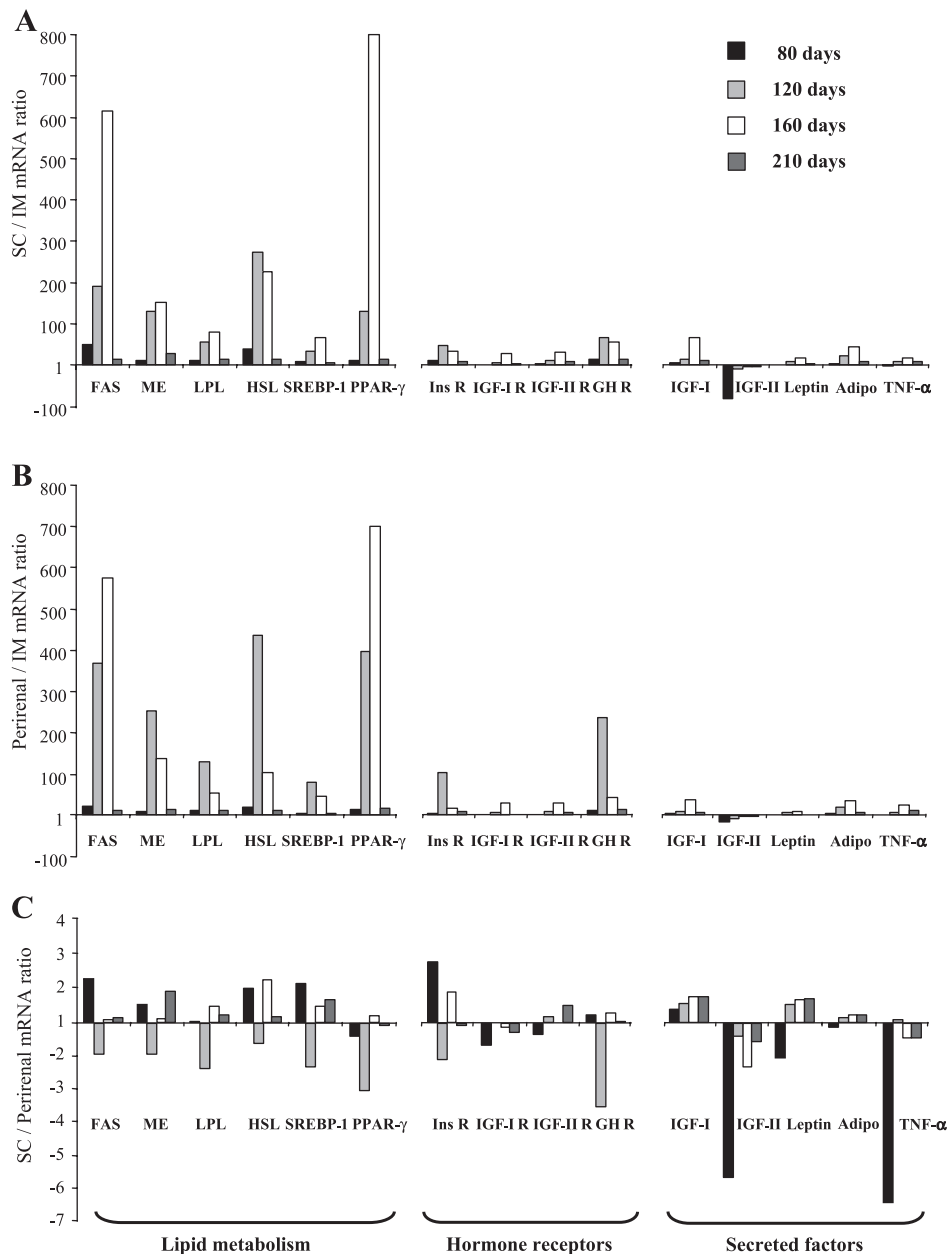 A
SC / IM mRNA ratio
800
700
600
500
400
300
200
100
1
-100
80 days
120 days
160 days
210 days
FAS ME LPL HSL SREBP-1 PPAR-γ Ins R IGF-I R IGF-II R GH R IGF-I IGF-II Leptin Adipo TNF-α
B
Perirenal / IM mRNA ratio
800
700
600
500
400
300
200
100
1
-100
FAS ME LPL HSL SREBP-1 PPAR-γ Ins R IGF-I R IGF-II R GH R IGF-I IGF-II Leptin Adipo TNF-α
C
SC / Perirenal mRNA ratio
4
3
2
1
-2
-3
-4
-5
-6
-7
FAS ME LPL HSL SREBP-1 PPAR-γ Ins R IGF-I R IGF-II R GH R IGF-I IGF-II Leptin Adipo TNF-α
Lipid metabolism Hormone receptors Secreted factors